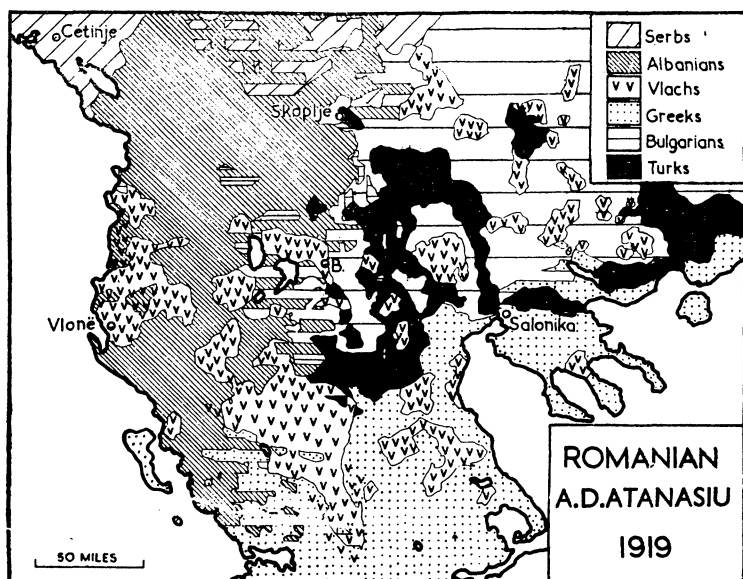 Cetinje
Serbs
Albanians
Vlachs
Skoplje
Greeks
Bulgarians
Turks
B.
Vlonë
Salonika
ROMANIAN
A.D.ATANASIU
1919
50 MILES